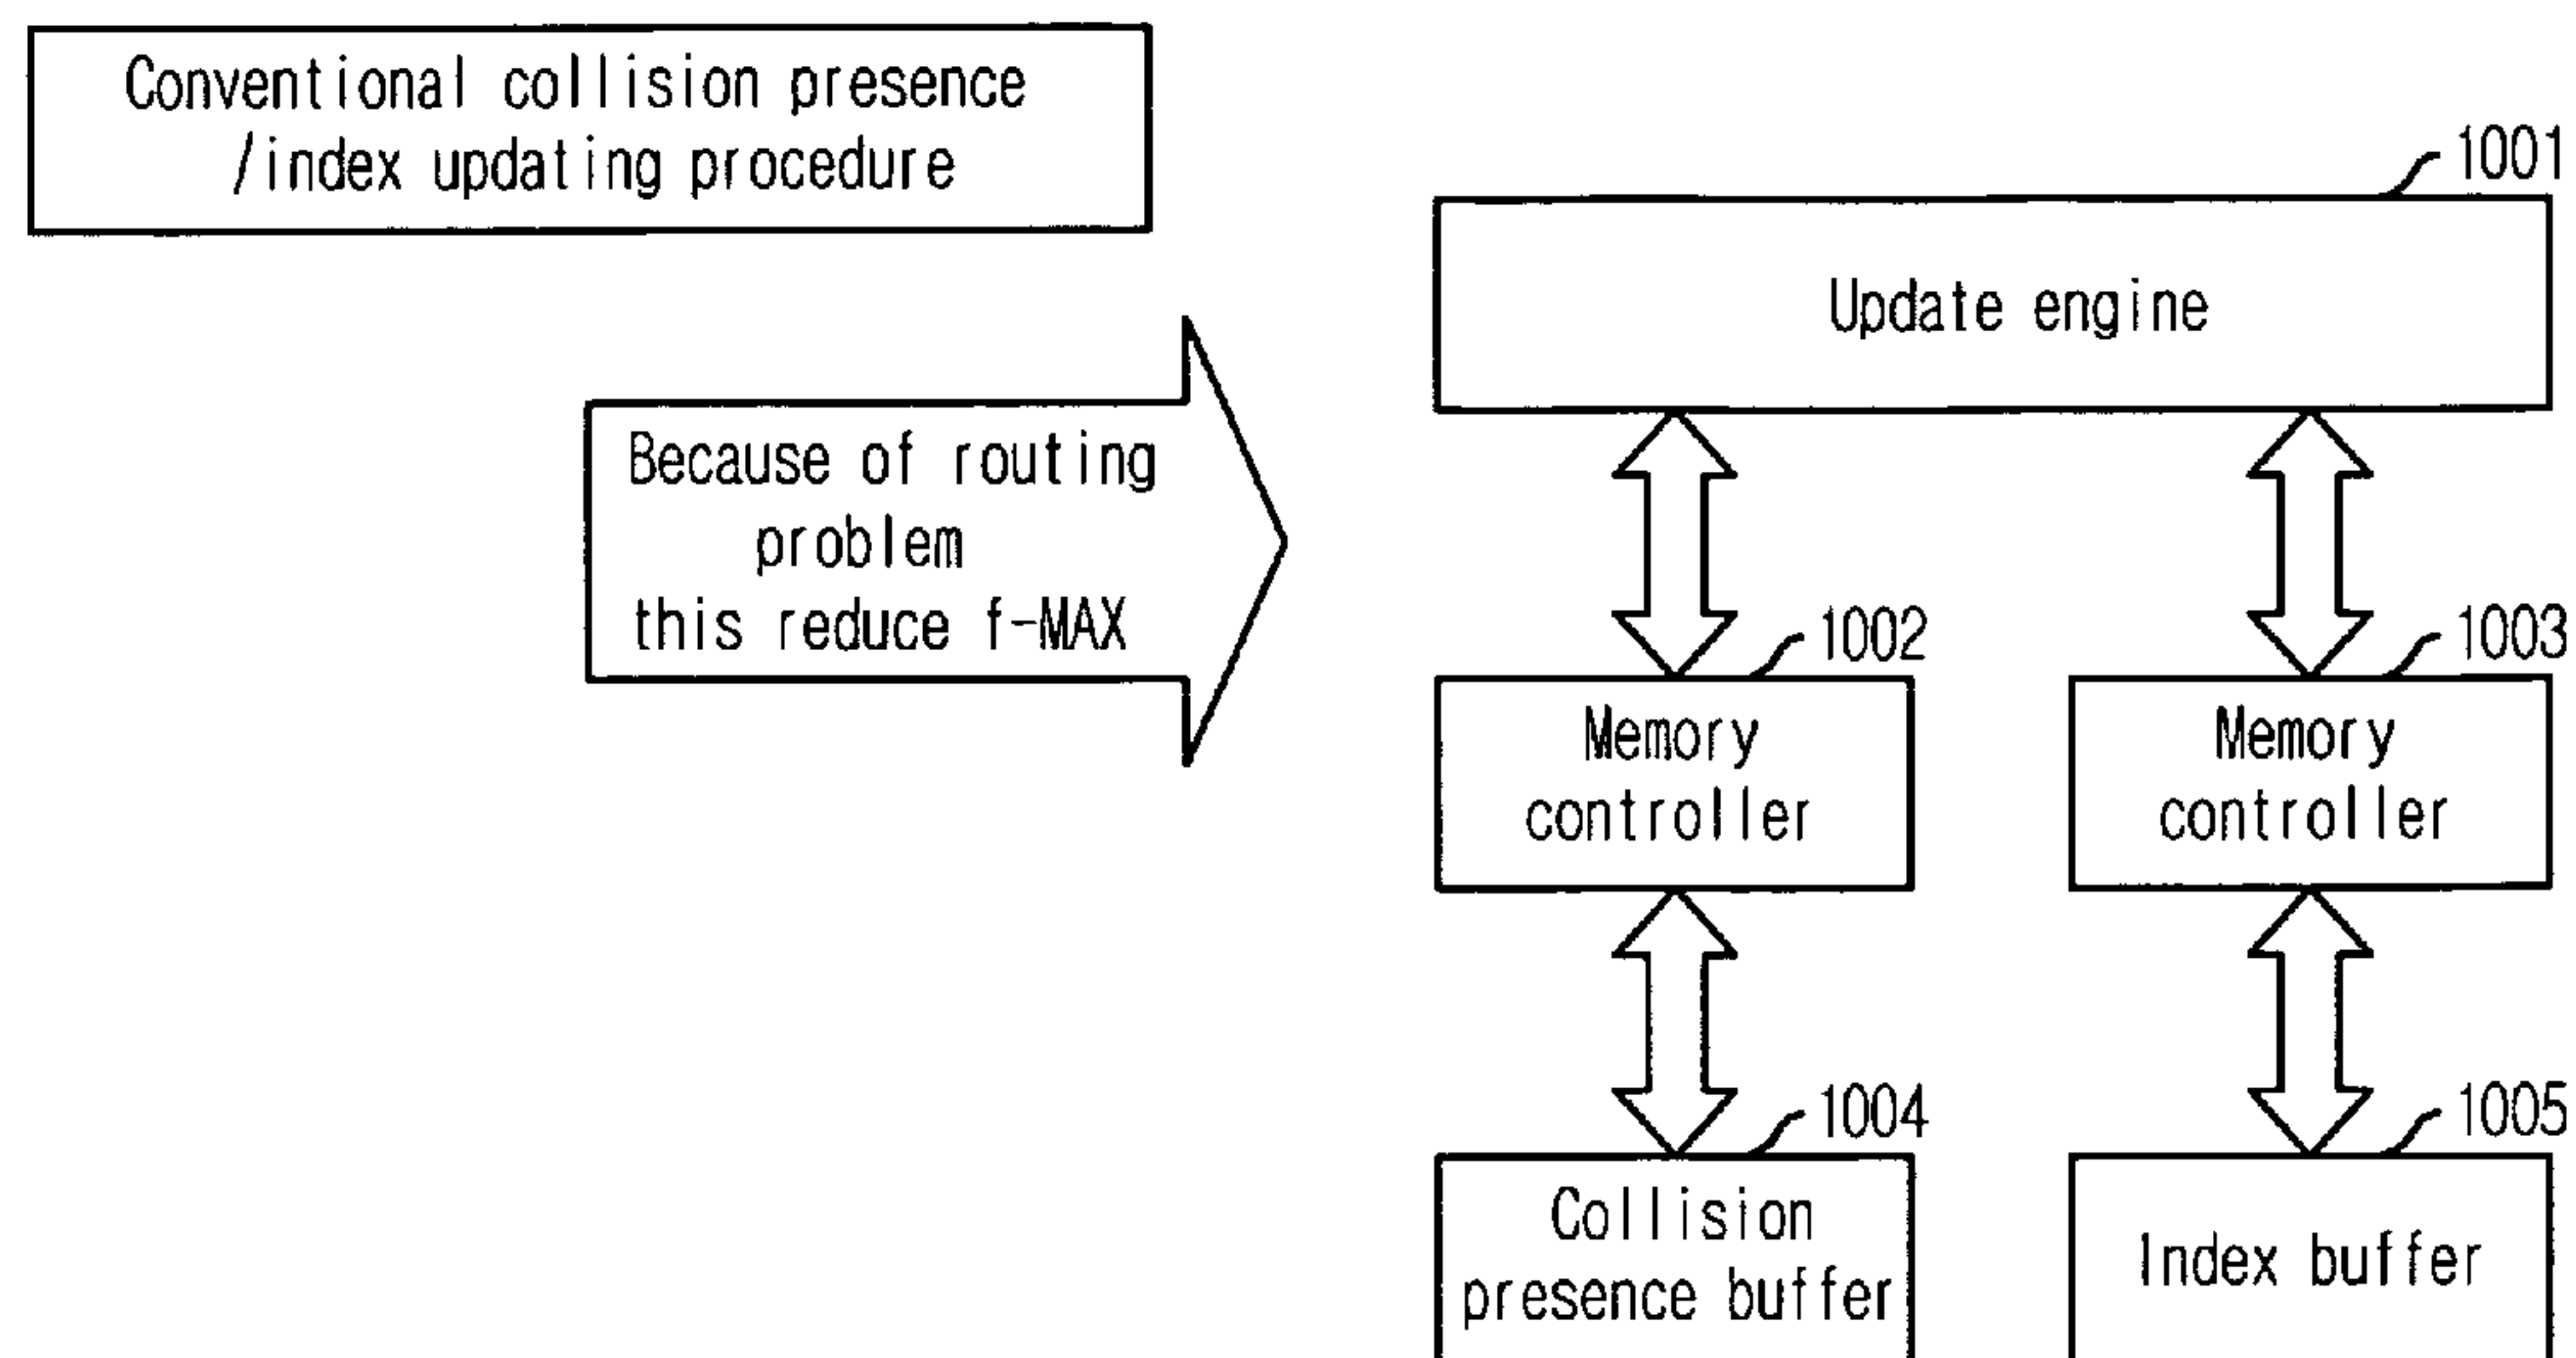 Conventional collision presence
/index updating procedure
1001
Update engine
Because of routing
problem
this reduce f-MAX
1002
1003
Memory
controller
Memory
controller
1004
1005
Collision
presence buffer
Index buffer